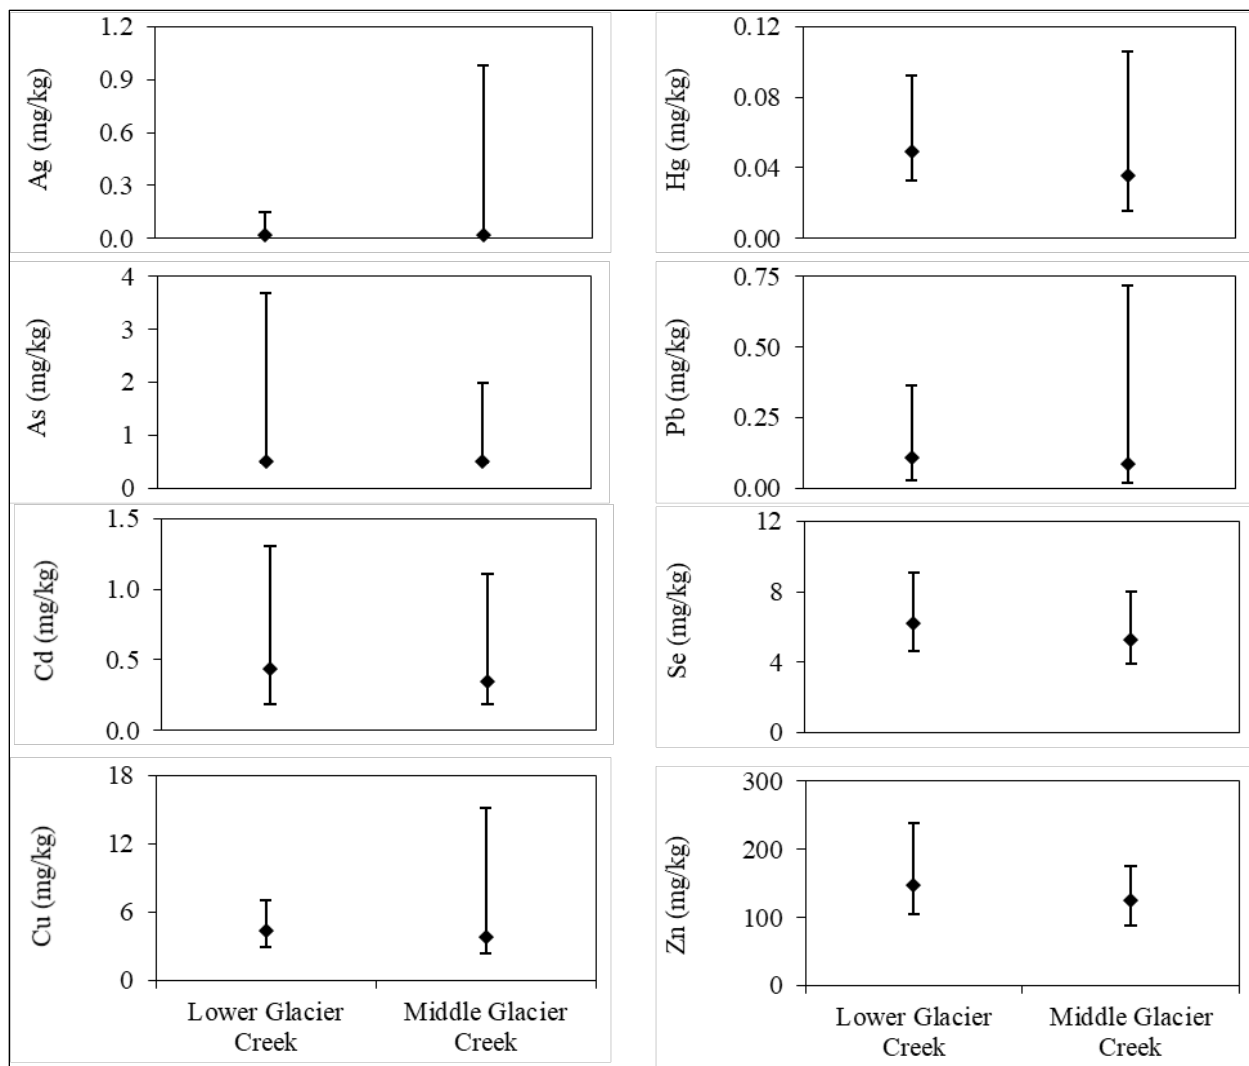 Ag (mg/kg)
1.2
0.9
0.6
0.3
0.0
Hg (mg/kg)
0.12
0.08
0.04
0.00
As (mg/kg)
4
3
2
1
0
Pb (mg/kg)
0.75
0.50
0.25
0.00
Cd (mg/kg)
1.5
1.0
0.5
0.0
Se (mg/kg)
12
8
4
0
Cu (mg/kg)
18
12
6
0
Lower Glacier
Creek
Middle Glacier
Creek
Zn (mg/kg)
300
200
100
0
Lower Glacier
Creek
Middle Glacier
Creek